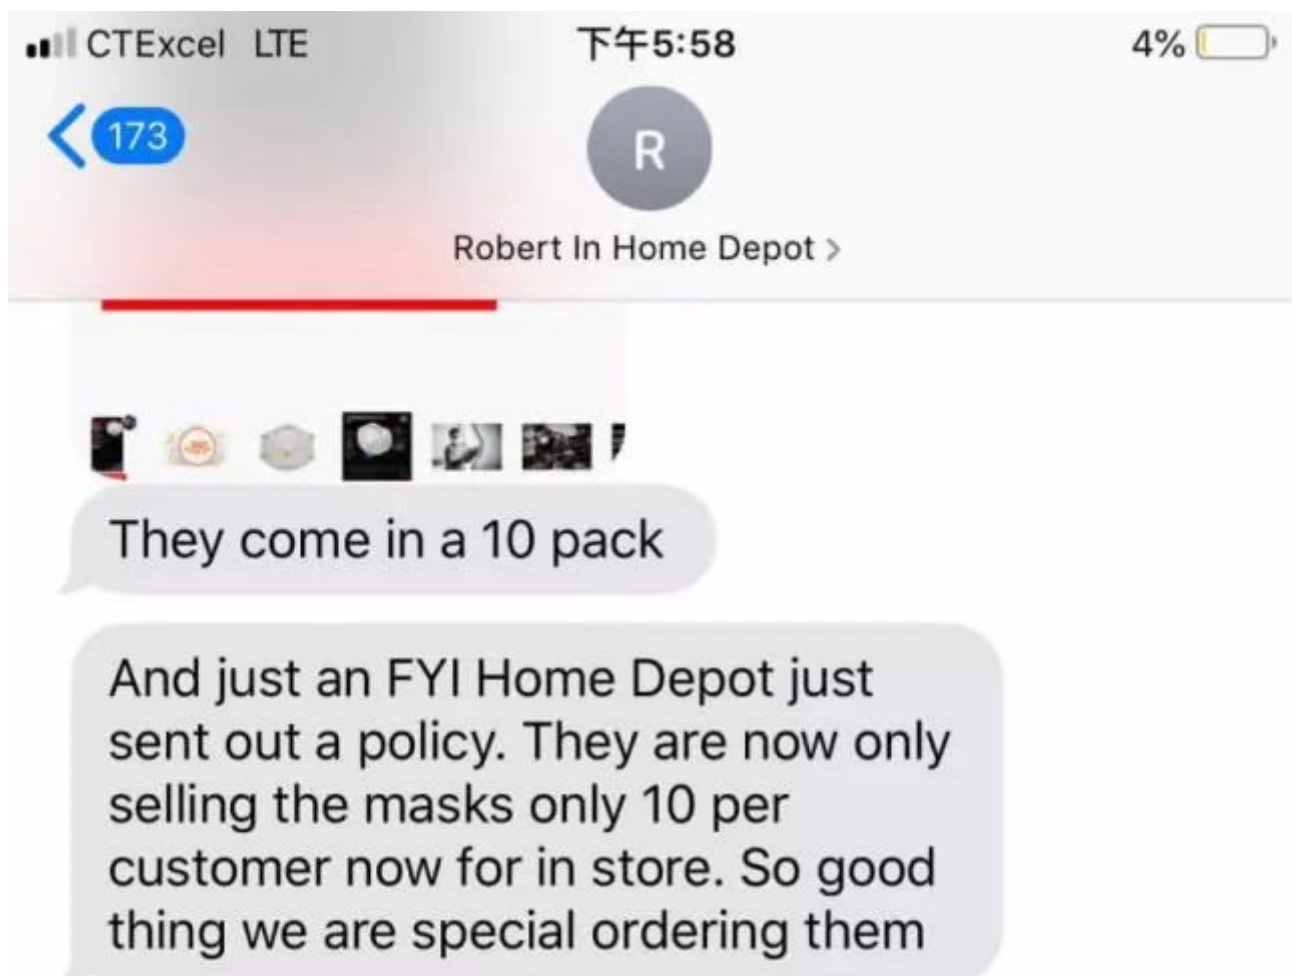 CTExcel LTE 下午5:58 4%
173
R
Robert In Home Depot >
They come in a 10 pack
And just an FYI Home Depot just
sent out a policy. They are now only
selling the masks only 10 per
customer now for in store. So good
thing we are special ordering them